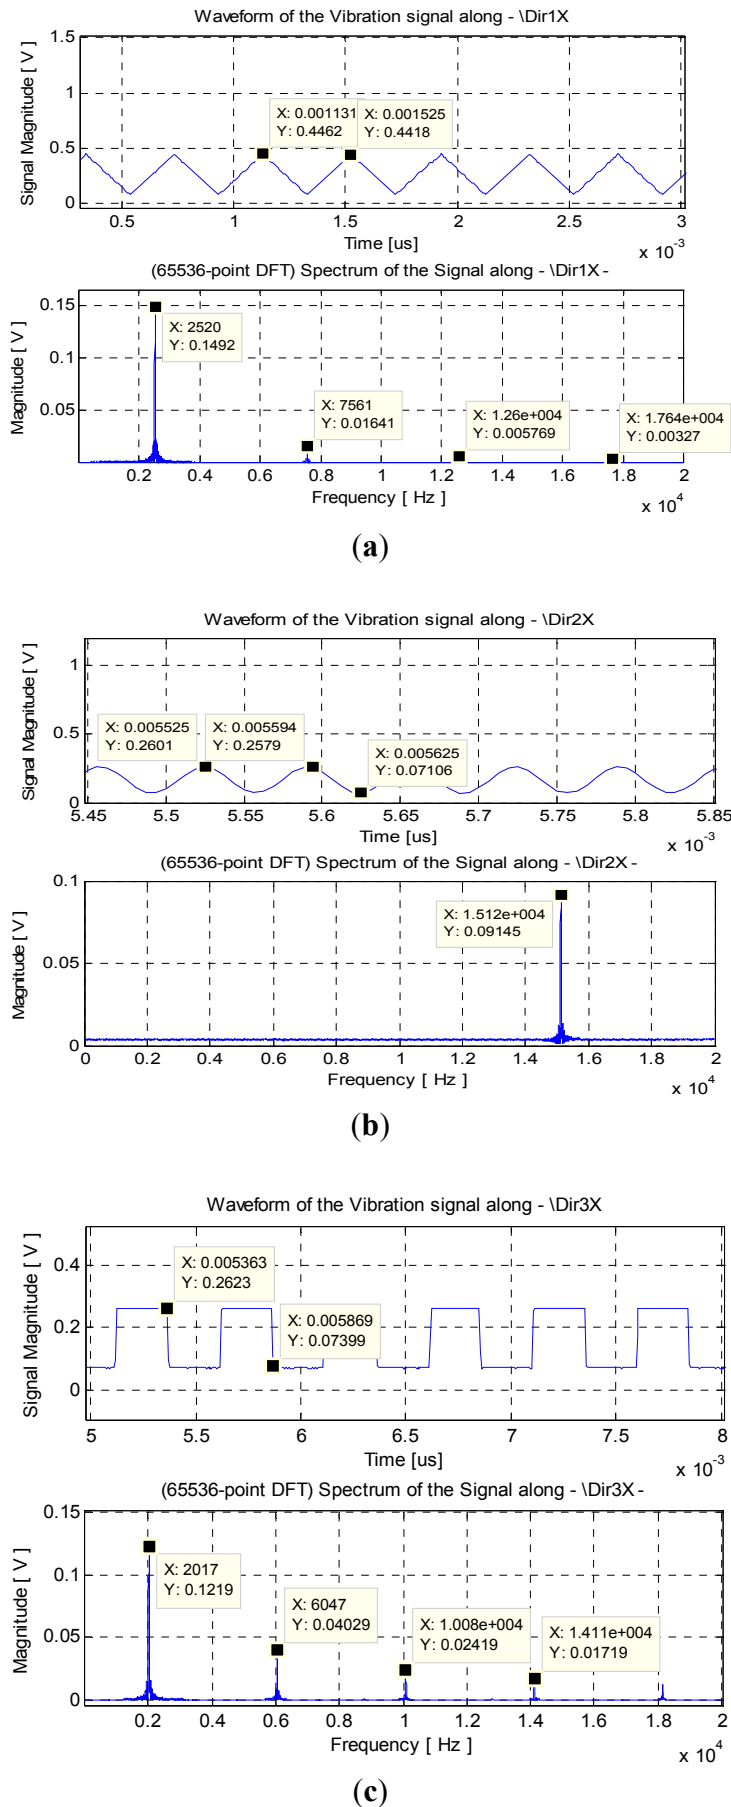 Waveform of the Vibration signal along - \Dir1X
Signal Magnitude [ V ]
1.5
1
0.5
0
X: 0.001131
Y: 0.4462
X: 0.001525
Y: 0.4418
0.5 1 1.5 2 2.5 3
Time [us]
x 10-3
(65536-point DFT) Spectrum of the Signal along - \Dir1X -
Magnitude [ V ]
0.15
0.1
0.05
X: 2520
Y: 0.1492
X: 7561
Y: 0.01641
X: 1.26e+004
Y: 0.005769
X: 1.764e+004
Y: 0.00327
0.2 0.4 0.6 0.8 1 1.2 1.4 1.6 1.8 2
Frequency [ Hz ]
x 10 4
(a)
Waveform of the Vibration signal along - \Dir2X
Signal Magnitude [ V ]
1
0.5
0
X: 0.005525
Y: 0.2601
X: 0.005594
Y: 0.2579
X: 0.005625
Y: 0.07106
5.45 5.5 5.55 5.6 5.65 5.7 5.75 5.8 5.85
Time [us]
x 10-3
(65536-point DFT) Spectrum of the Signal along - \Dir2X -
Magnitude [ V ]
0.1
0.05
0
X: 1.512e+004
Y: 0.09145
0 0.2 0.4 0.6 0.8 1 1.2 1.4 1.6 1.8 2
Frequency [ Hz ]
x 10 4
(b)
Waveform of the Vibration signal along - \Dir3X
Signal Magnitude [ V ]
0.4
0.2
0
X: 0.005363
Y: 0.2623
X: 0.005869
Y: 0.07399
5 5.5 6 6.5 7 7.5 8
Time [us]
x 10-3
(65536-point DFT) Spectrum of the Signal along - \Dir3X -
Magnitude [ V ]
0.15
0.1
0.05
0
X: 2017
Y: 0.1219
X: 6047
Y: 0.04029
X: 1.008e+004
Y: 0.02419
X: 1.411e+004
Y: 0.01719
0.2 0.4 0.6 0.8 1 1.2 1.4 1.6 1.8 2
Frequency [ Hz ]
x 10 4
(c)